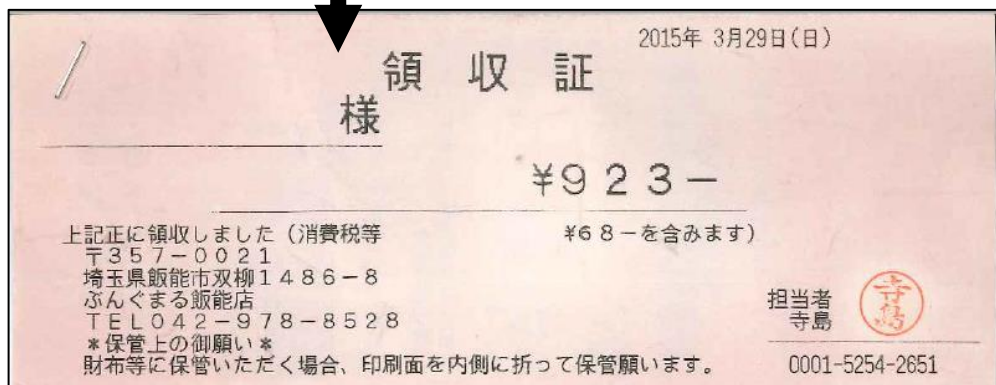 2015年 3月29日(日)
領 収 証
様
¥923−
上記正に領収しました(消費税等 ¥68−を含みます)
〒357−0021
埼玉県飯能市双柳1486−8
ぶんぐまる飯能店
TEL042−978−8528
担当者
寺島
寺島
*保管上の御願い*
財布等に保管いただく場合、印刷面を内側に折って保管願います。
0001-5254-2651